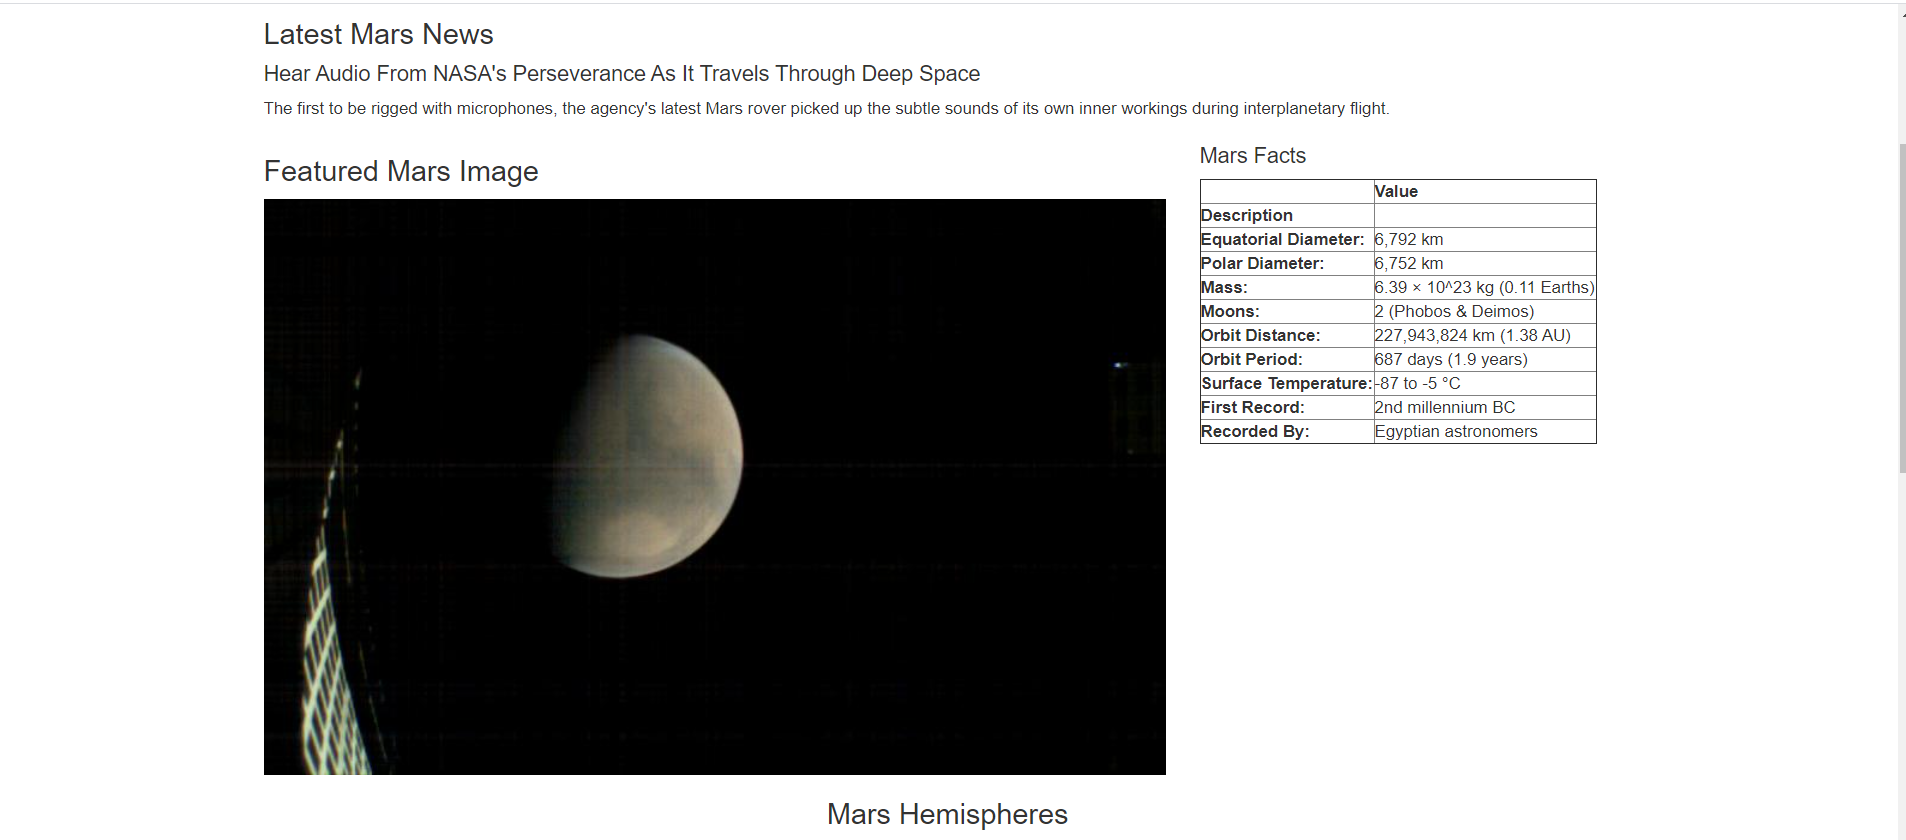 Latest Mars News
Hear Audio From NASA's Perseverance As It Travels Through Deep Space
The first to be rigged with microphones, the agency's latest Mars rover picked up the subtle sounds of its own inner workings during interplanetary flight.
Featured Mars Image
Mars Facts
Value
Description
Equatorial Diameter: 6,792 km
Polar Diameter: 6,752 km
Mass: 6.39 × 10^23 kg (0.11 Earths)
Moons: 2 (Phobos & Deimos)
Orbit Distance: 227,943,824 km (1.38 AU)
Orbit Period: 687 days (1.9 years)
Surface Temperature: -87 to -5 °C
First Record: 2nd millennium BC
Recorded By: Egyptian astronomers
Mars Hemispheres